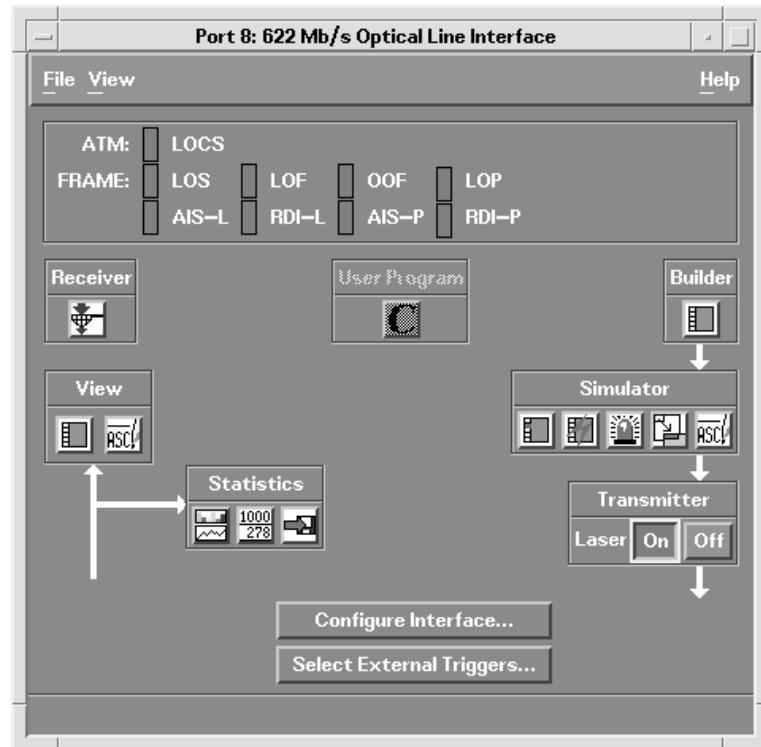 Port 8: 622 Mb/s Optical Line Interface
File View Help
ATM: LOCS
FRAME: LOS LOF OOF LOP
AIS-L RDI-L AIS-P RDI-P
Receiver User Program Builder
C
View Simulator
ASC ASC
Statistics
1000
278
Transmitter
Laser On Off
Configure Interface...
Select External Triggers...